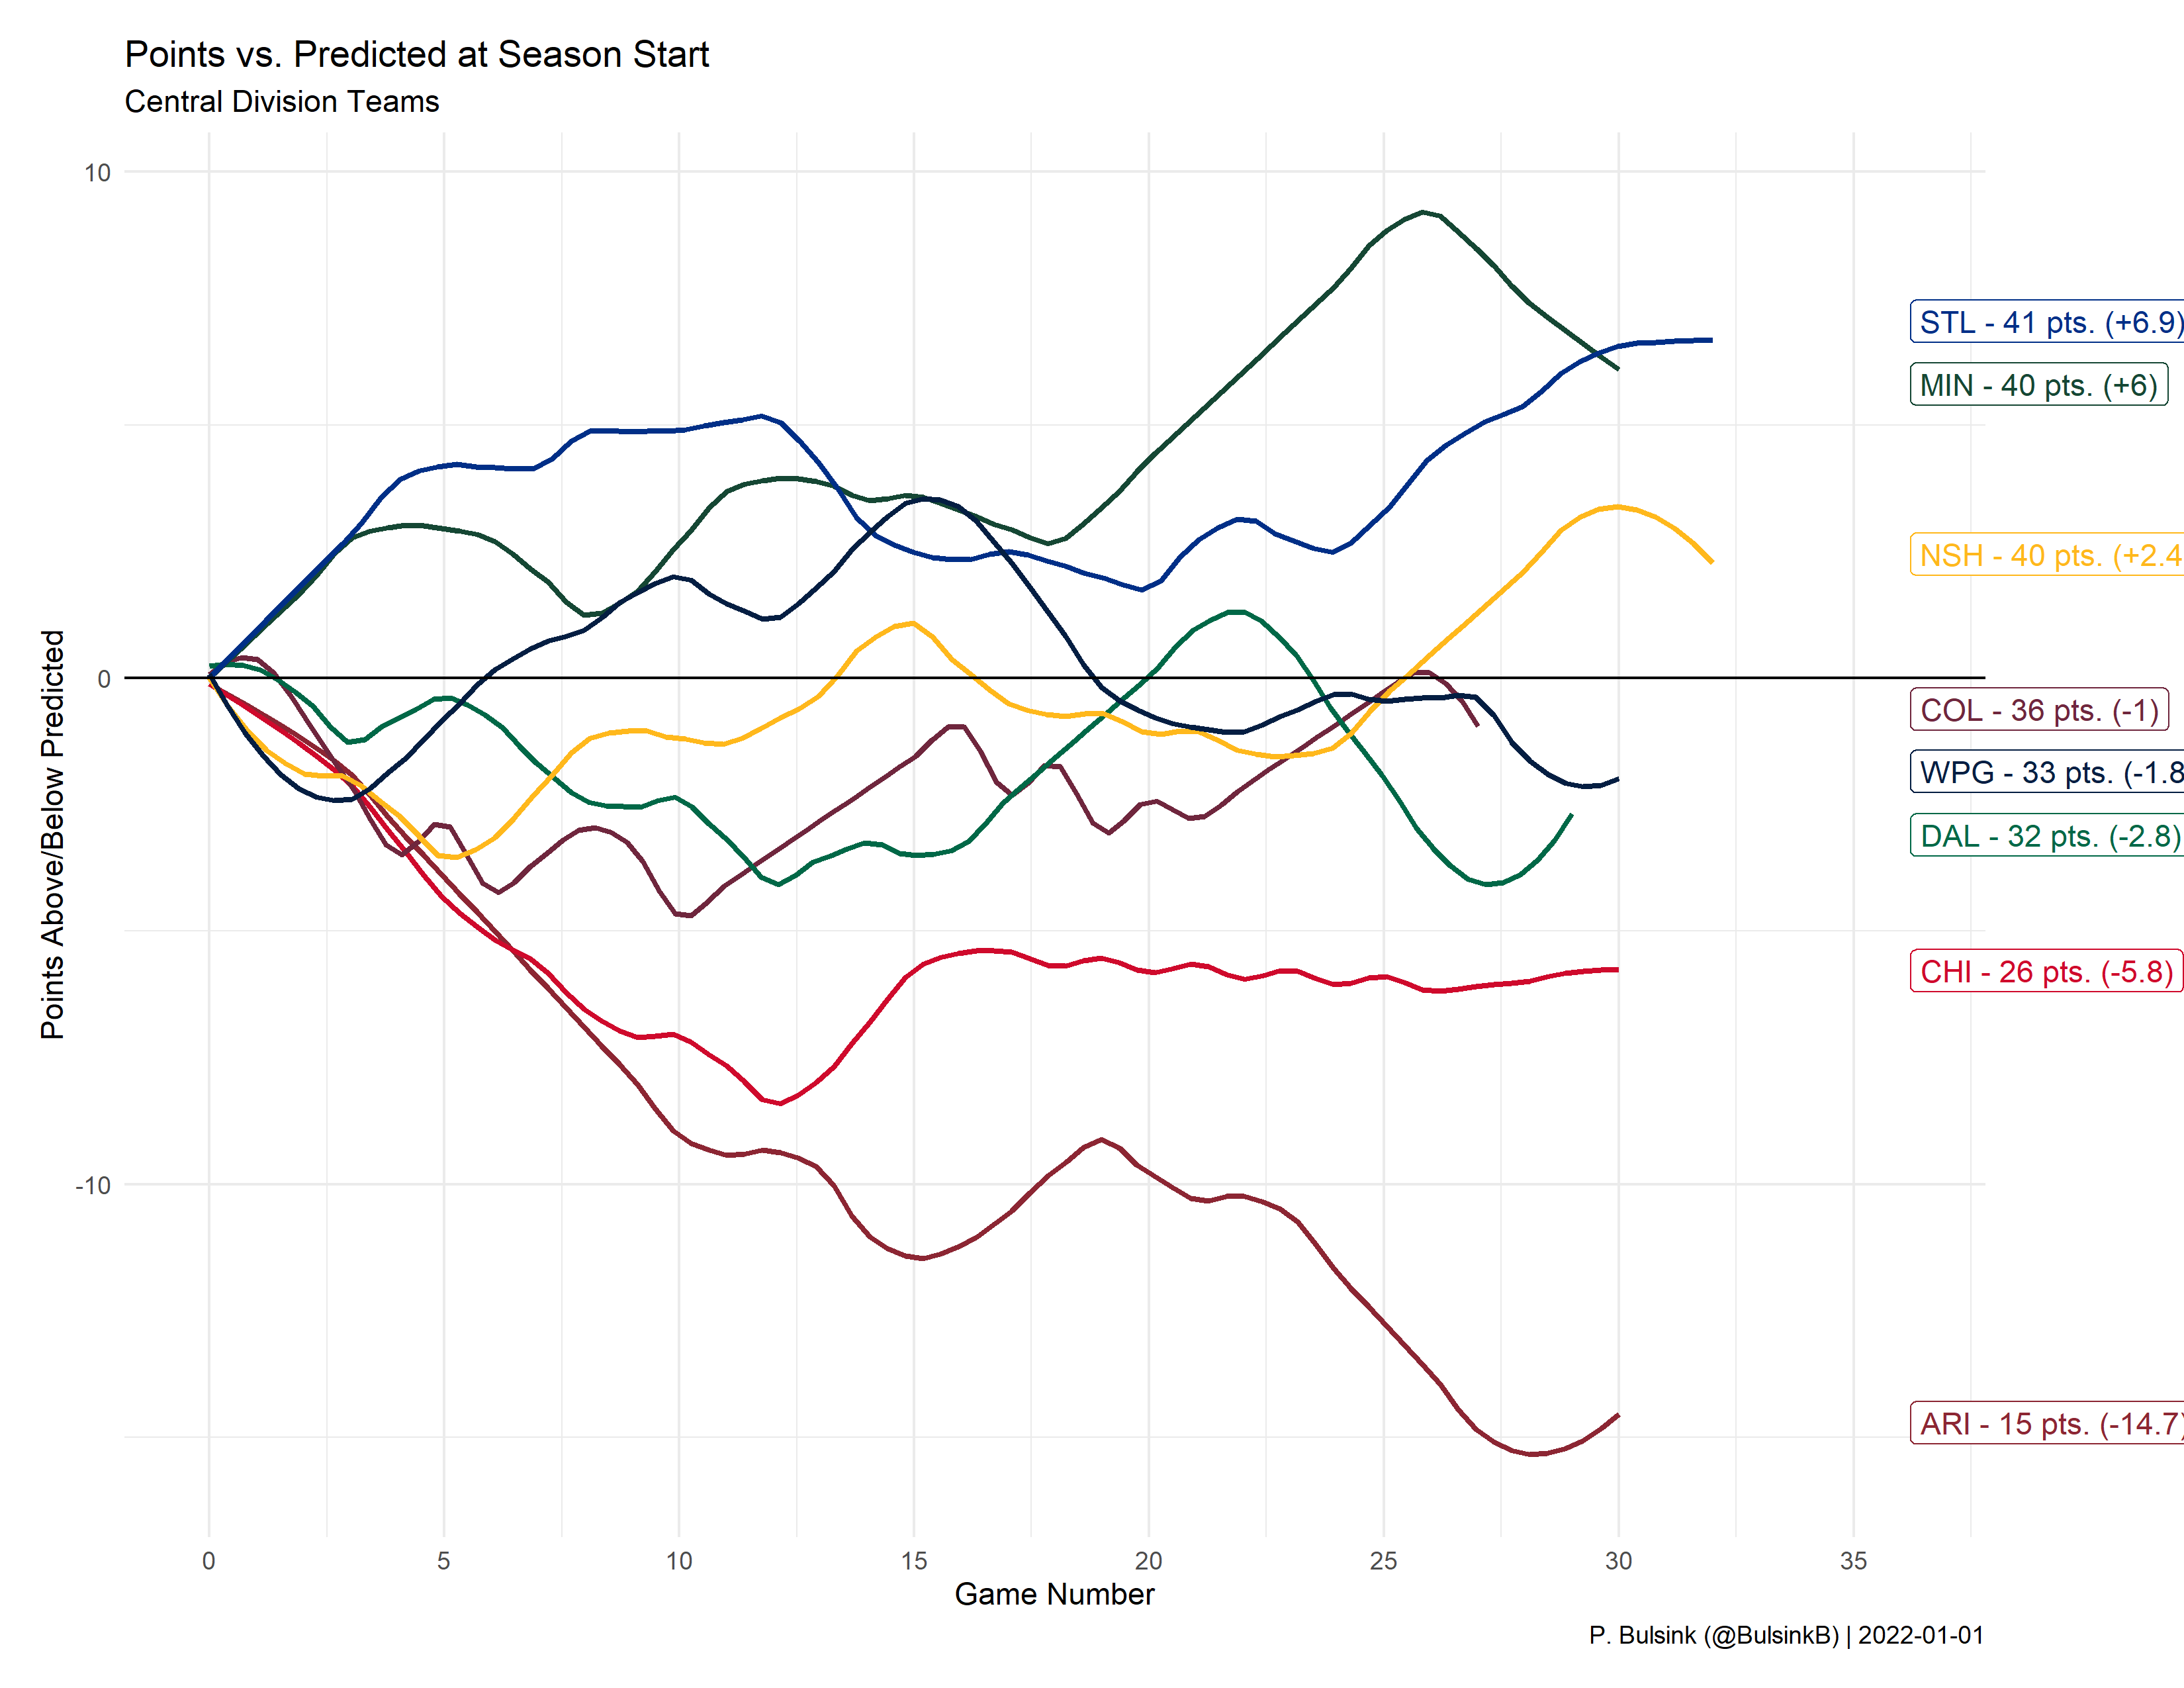 Points vs. Predicted at Season Start
Central Division Teams
Points Above/Below Predicted
10
0
-10
STL - 41 pts. (+6.9)
MIN - 40 pts. (+6)
NSH - 40 pts. (+2.4
COL - 36 pts. (-1)
WPG - 33 pts. (-1.8
DAL - 32 pts. (-2.8)
CHI - 26 pts. (-5.8)
ARI - 15 pts. (-14.7)
0 5 10 15 20 25 30 35
Game Number
P. Bulsink (@BulsinkB) | 2022-01-01